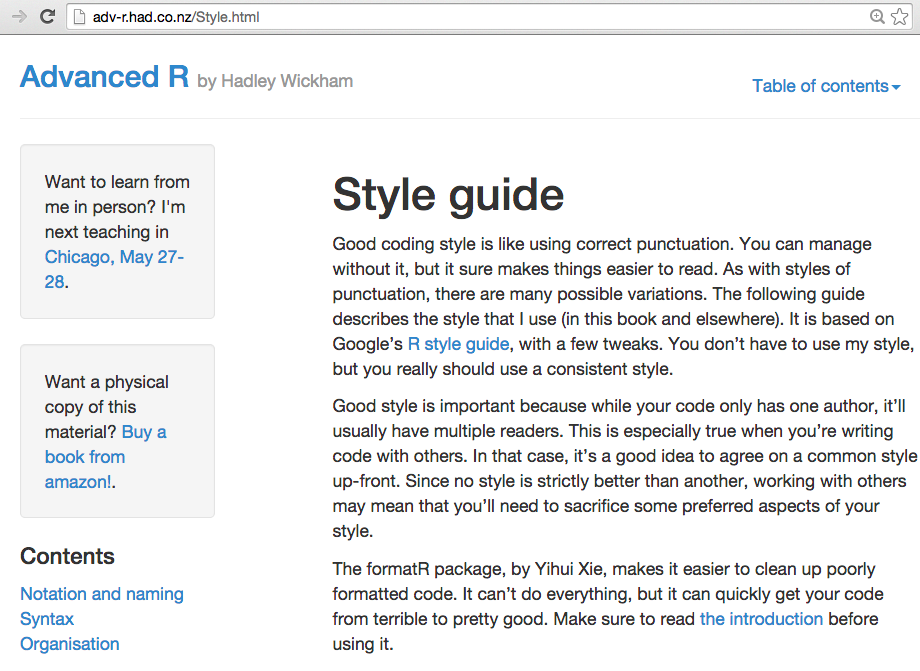 adv-r.had.co.nz/Style.html
Advanced R by Hadley Wickham
Table of contents
Want to learn from
me in person? I'm
next teaching in
Chicago, May 27-
28.
Want a physical
copy of this
material? Buy a
book from
amazon!.
Contents
Notation and naming
Syntax
Organisation
Style guide
Good coding style is like using correct punctuation. You can manage
without it, but it sure makes things easier to read. As with styles of
punctuation, there are many possible variations. The following guide
describes the style that I use (in this book and elsewhere). It is based on
Google’s R style guide, with a few tweaks. You don’t have to use my style,
but you really should use a consistent style.
Good style is important because while your code only has one author, it’ll
usually have multiple readers. This is especially true when you’re writing
code with others. In that case, it’s a good idea to agree on a common style
up-front. Since no style is strictly better than another, working with others
may mean that you’ll need to sacrifice some preferred aspects of your
style.
The formatR package, by Yihui Xie, makes it easier to clean up poorly
formatted code. It can’t do everything, but it can quickly get your code
from terrible to pretty good. Make sure to read the introduction before
using it.